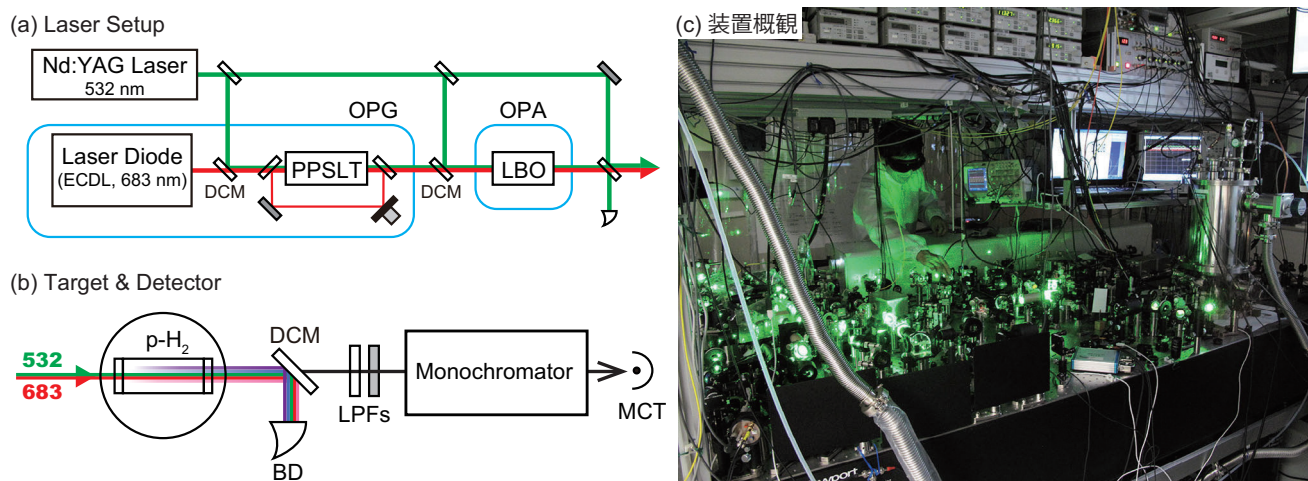 (a) Laser Setup
Nd:YAG Laser
532 nm
OPG
OPA
Laser Diode
(ECDL, 683 nm)
DCM
PPSLT
DCM
LBO
(b) Target & Detector
p-H₂
532
683
DCM
LPFs
Monochromator
MCT
BD
(c) 装置概観
wport